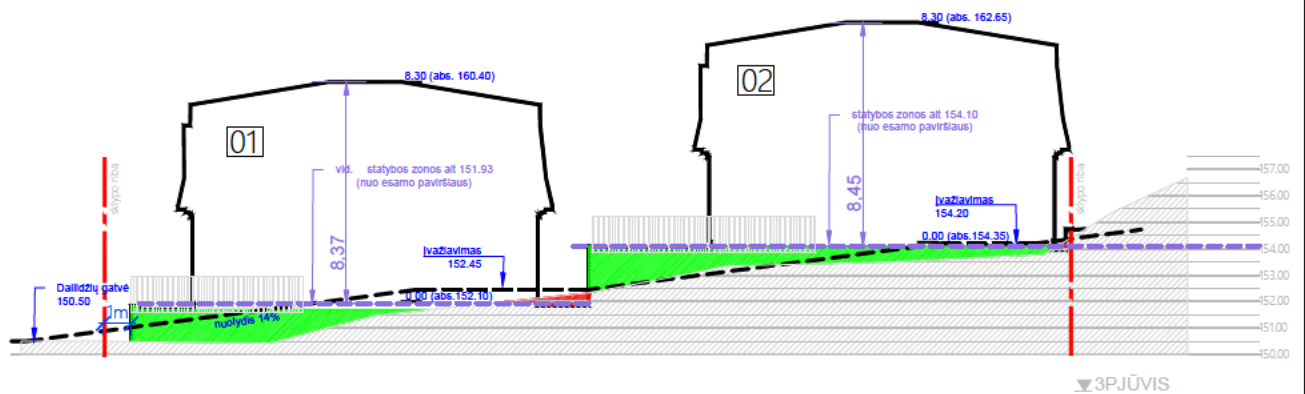 8.30 (abs. 162.65)
02
8.30 (abs. 160.40)
statybos zonos alt 154.10
(nuo esamo paviršiaus)
01
sklypo riba
vid. statybos zonos alt 151.93
(nuo esamo paviršiaus)
8.45
sklypo riba
157.00
156.00
155.00
154.00
153.00
152.00
151.00
150.00
Įvažiavimas
154.20
0.00 (abs.154.35)
8.37
Įvažiavimas
152.45
0.00 (abs.152.10)
Dailidžių gatvė
150.50
1m
nuolydis 14%
3PJŪVIS